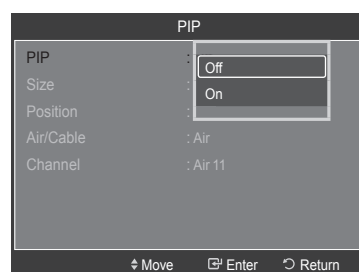 PIP
PIP :
Off
On
Size :
Position :
Air/Cable : Air
Channel : Air 11
Move Enter Return